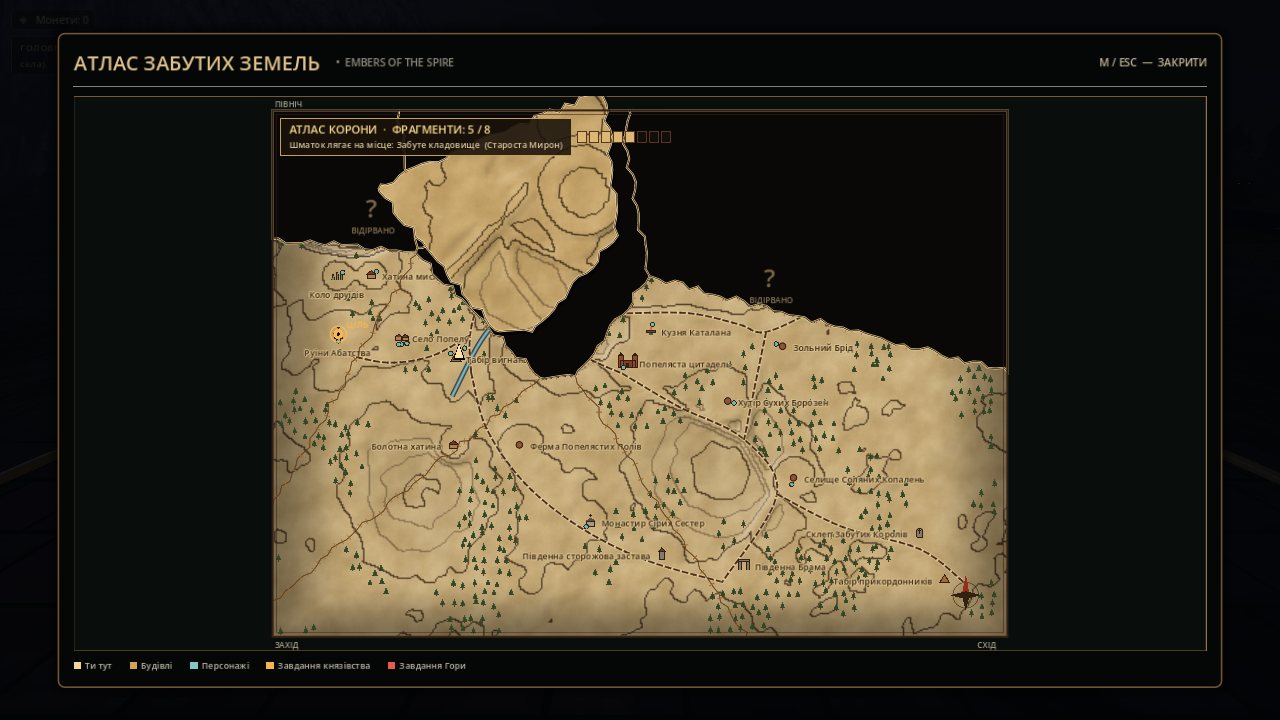 Монети: 0
АТЛАС ЗАБУТИХ ЗЕМЕЛЬ
• EMBERS OF THE SPIRE
M / ESC — ЗАКРИТИ
ПІВНІЧ
АТЛАС КОРОНИ · ФРАГМЕНТИ: 5 / 8
Шматок лягає на місце: Забуте кладовище (Староста Мирон)
?
ВІДІРВАНО
?
ВІДІРВАНО
Хатина
Коло друїдів
Руїни Абатства
Село Попелу
Табір
Кузня Каталана
Зольний Брід
Попеляста цитадель
Хутір Сухих Борозен
Болотна хатина
Ферма Попелястих Полів
Селище Соляних Копалень
Монастир Сірих Сестер
Склеп Забутих Королів
Південна сторожова застава
Південна Брама
Табір прикордонників
ЗАХІД
СХІД
Ти тут
Будівлі
Персонажі
Завдання князівства
Завдання Гори